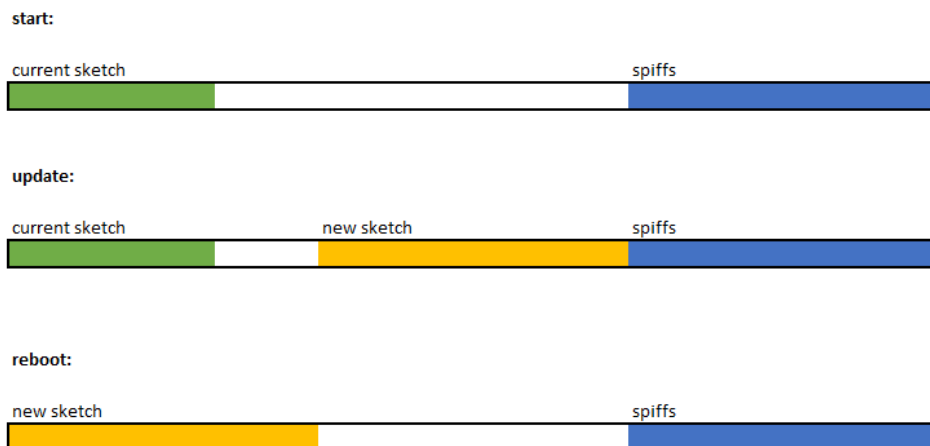 start:
current sketch spiffs
update:
current sketch new sketch spiffs
reboot:
new sketch spiffs